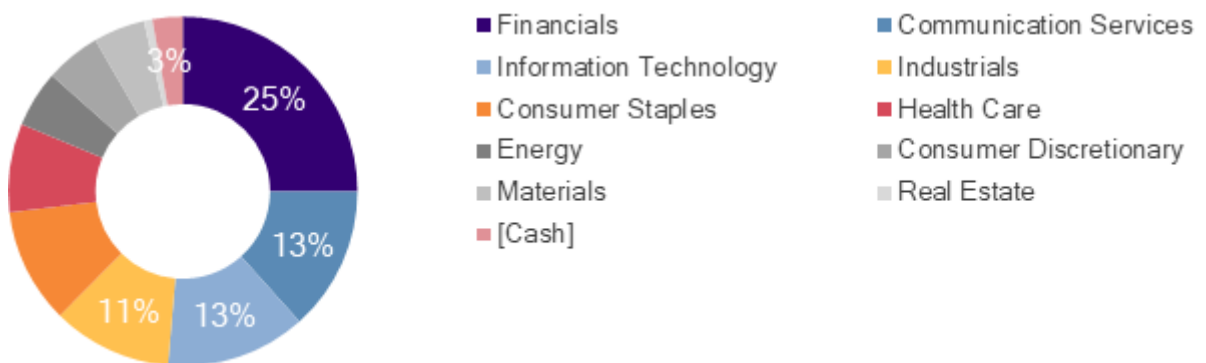 3%
25%
13%
13%
11%
Financials
Communication Services
Information Technology
Industrials
Consumer Staples
Health Care
Energy
Consumer Discretionary
Materials
Real Estate
[Cash]